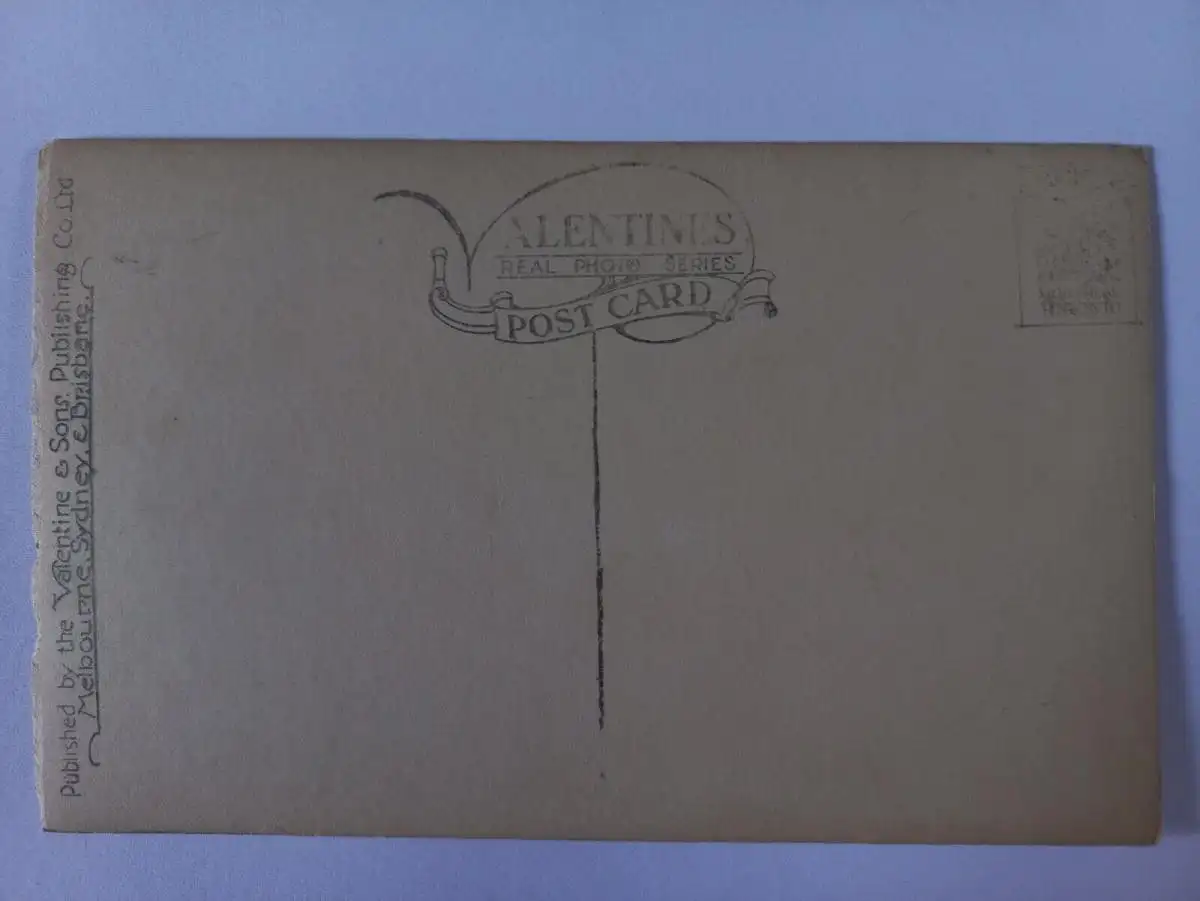 VALENTINES
REAL PHOTO SERIES
POST CARD
Published by the Valentine & Sons, Publishing Co. Ltd
Melbourne, Sydney, & Brisbane.